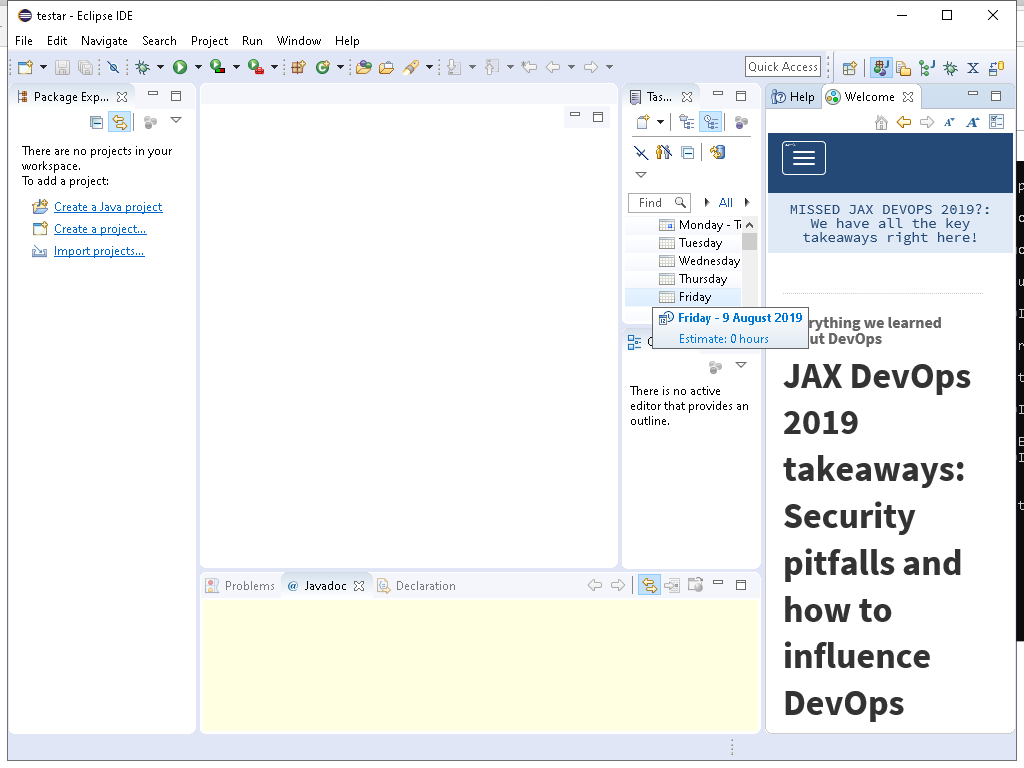 testar - Eclipse IDE
File Edit Navigate Search Project Run Window Help
Quick Access
Package Exp...
There are no projects in your
workspace.
To add a project:
Create a Java project
Create a project...
Import projects...
Tas...
Find
All
Monday - T
Tuesday
Wednesday
Thursday
Friday
Friday - 9 August 2019
Estimate: 0 hours
There is no active
editor that provides an
outline.
Problems
@ Javadoc
Declaration
Help
Welcome
MISSED JAX DEVOPS 2019?:
We have all the key
takeaways right here!
rything we learned
ut DevOps
JAX DevOps
2019
takeaways:
Security
pitfalls and
how to
influence
DevOps